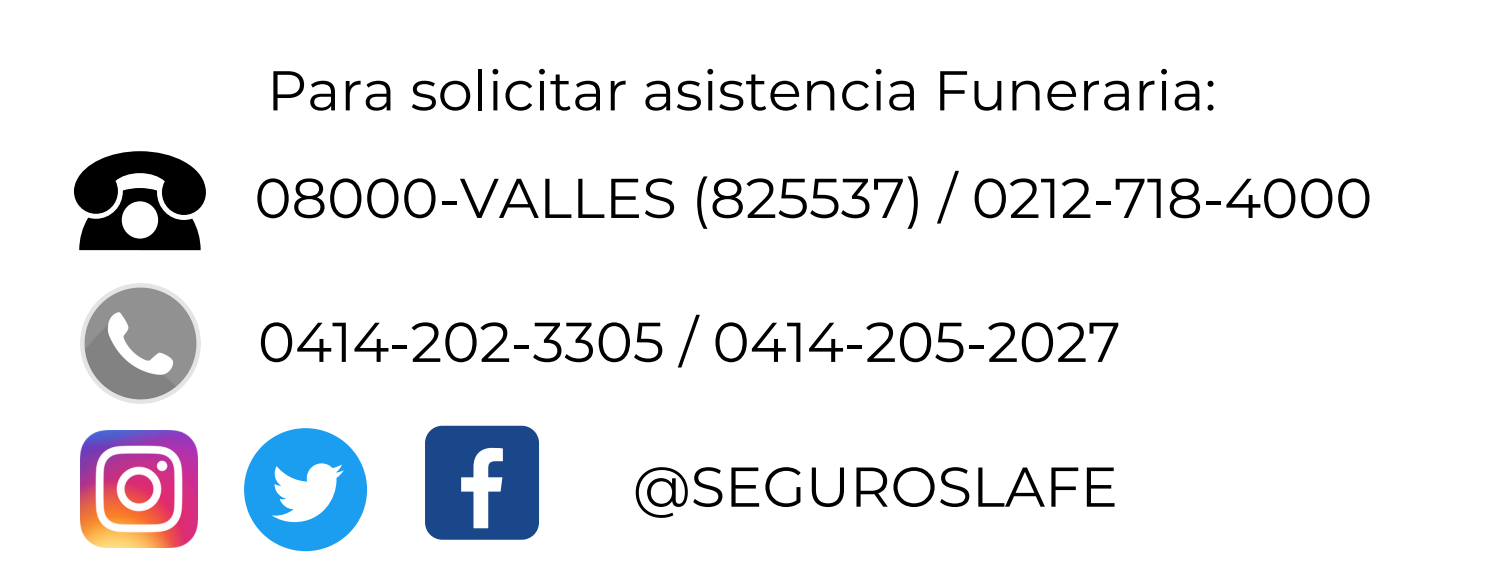 Para solicitar asistencia Funeraria:
08000-VALLES (825537) / 0212-718-4000
0414-202-3305 / 0414-205-2027
@SEGUROSLAFE